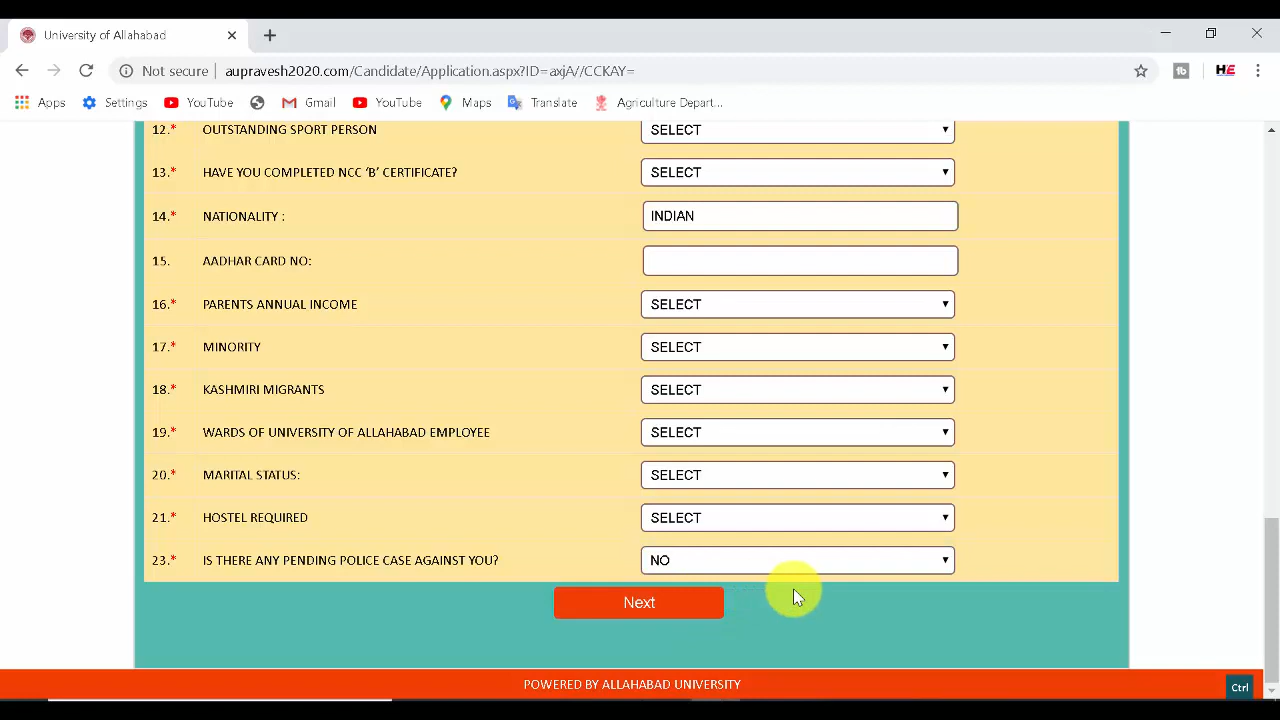 University of Allahabad
Not secure | aupravesh2020.com/Candidate/Application.aspx?ID=axjA//CCKAY=
Apps Settings YouTube Gmail YouTube Maps Translate Agriculture Depart...
12.* OUTSTANDING SPORT PERSON SELECT
13.* HAVE YOU COMPLETED NCC ‘B’ CERTIFICATE? SELECT
14.* NATIONALITY : INDIAN
15. AADHAR CARD NO:
16.* PARENTS ANNUAL INCOME SELECT
17.* MINORITY SELECT
18.* KASHMIRI MIGRANTS SELECT
19.* WARDS OF UNIVERSITY OF ALLAHABAD EMPLOYEE SELECT
20.* MARITAL STATUS: SELECT
21.* HOSTEL REQUIRED SELECT
23.* IS THERE ANY PENDING POLICE CASE AGAINST YOU? NO
Next
POWERED BY ALLAHABAD UNIVERSITY
Ctrl